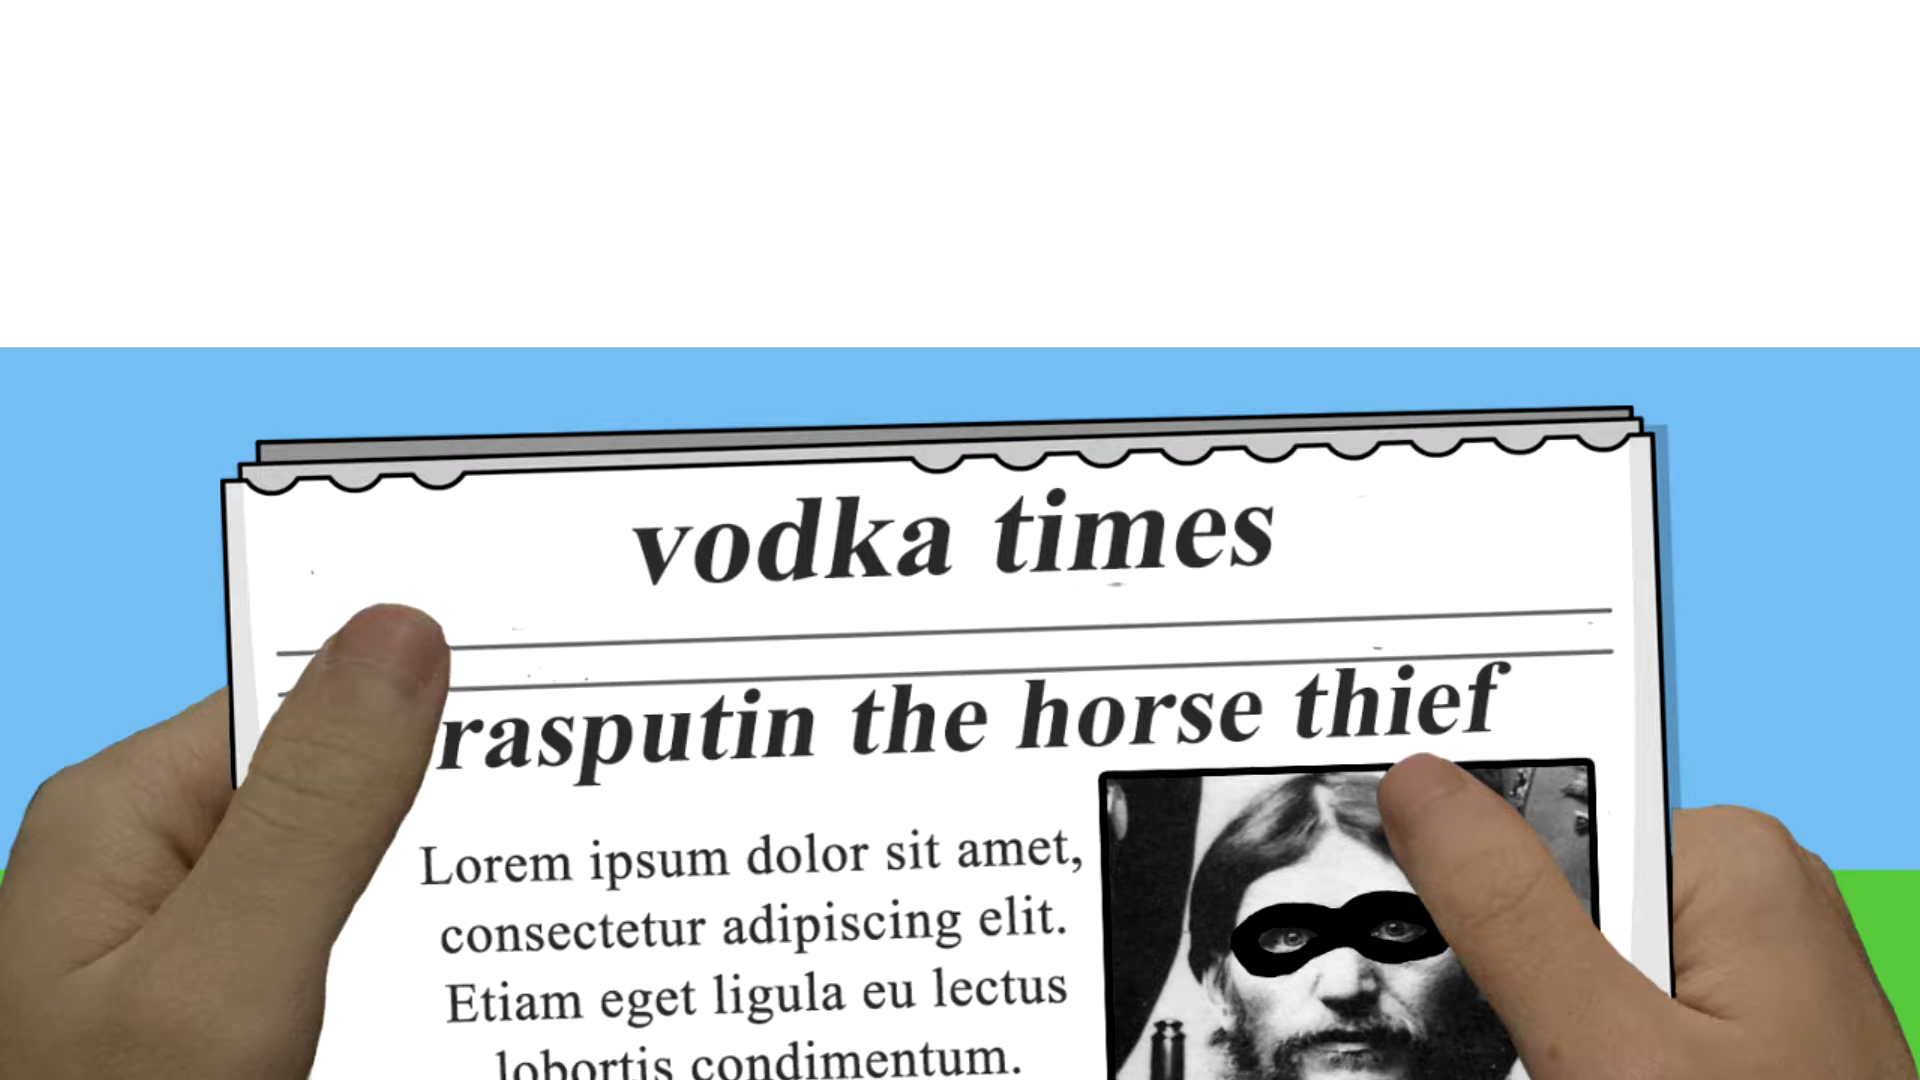 vodka times
rasputin the horse thief
Lorem ipsum dolor sit amet,
consectetur adipiscing elit.
Etiam eget ligula eu lectus
lobortis condimentum.